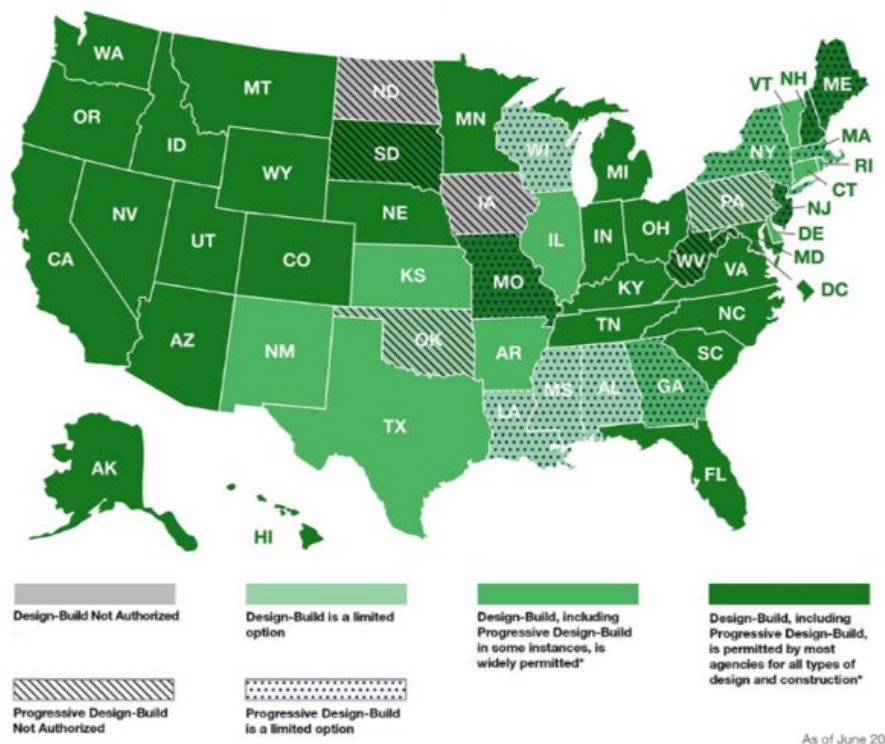 WA
MT
ND
MN
VT
NH
ME
OR
ID
SD
WI
NY
MA
WY
MI
RI
CT
NV
NE
IA
PA
NJ
UT
IL
IN
OH
DE
CA
CO
KS
MO
WV
VA
MD
DC
KY
AZ
NM
OK
AR
TN
NC
SC
MS
AL
GA
TX
LA
AK
HI
FL
Design-Build Not Authorized
Design-Build is a limited
option
Design-Build, including
Progressive Design-Build
in some instances, is
widely permitted*
Design-Build, including
Progressive Design-Build,
is permitted by most
agencies for all types of
design and construction*
Progressive Design-Build
Not Authorized
Progressive Design-Build
is a limited option
As of June 20